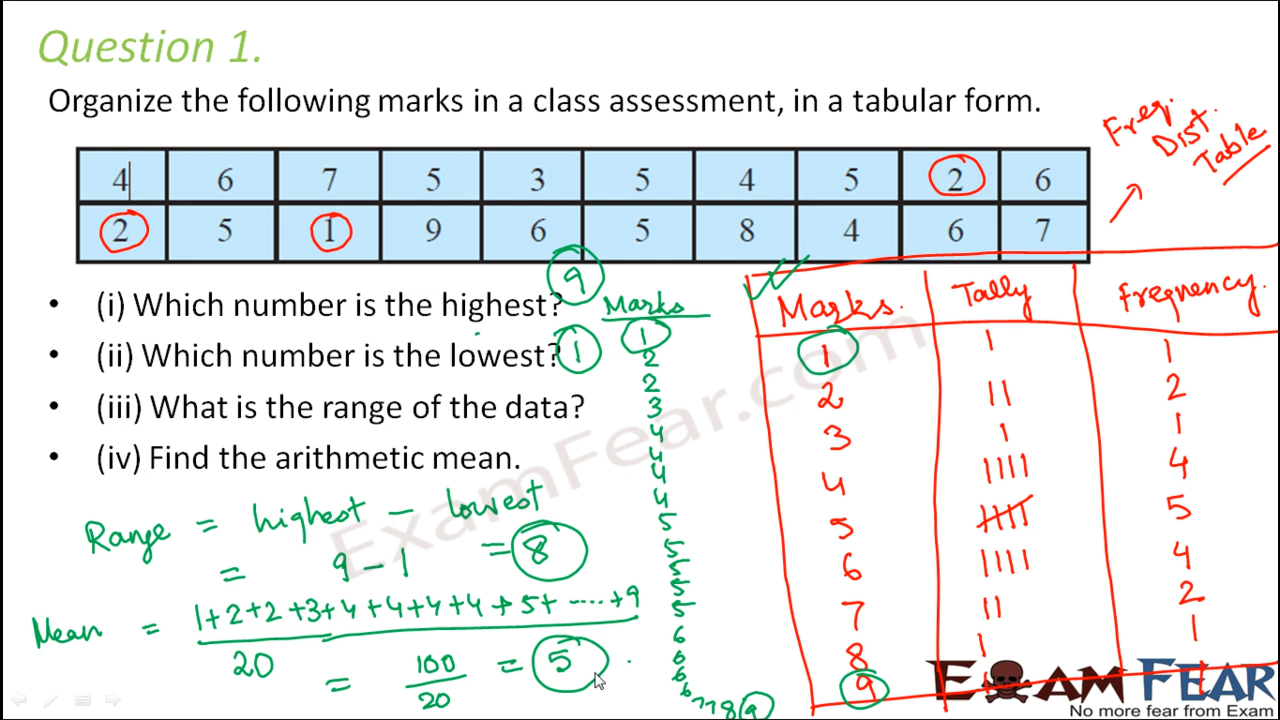 Question 1.
Organize the following marks in a class assessment, in a tabular form.
Freq. Dist. Table
4 6 7 5 3 5 4 5 2 6
2 5 1 9 6 5 8 4 6 7
• (i) Which number is the highest? 9
• (ii) Which number is the lowest? 1
• (iii) What is the range of the data?
• (iv) Find the arithmetic mean.
Range = highest - lowest
= 9 - 1 = 8
Mean = 1+2+2+3+4+4+4+4+5+ .....+9
20
= 100 = 5
20
Marks
1
2
2
3
4
4
4
4
5
5
5
5
5
6
6
6
6
7 7 8 9
Marks. Tally Frequency.
1 | 1
2 || 2
3 | 1
4 |||| 4
5 𝍸 5
6 |||| 4
7 || 2
8 | 1
9 | 1
ExamFear.com
EXAM FEAR
No more fear from Exam